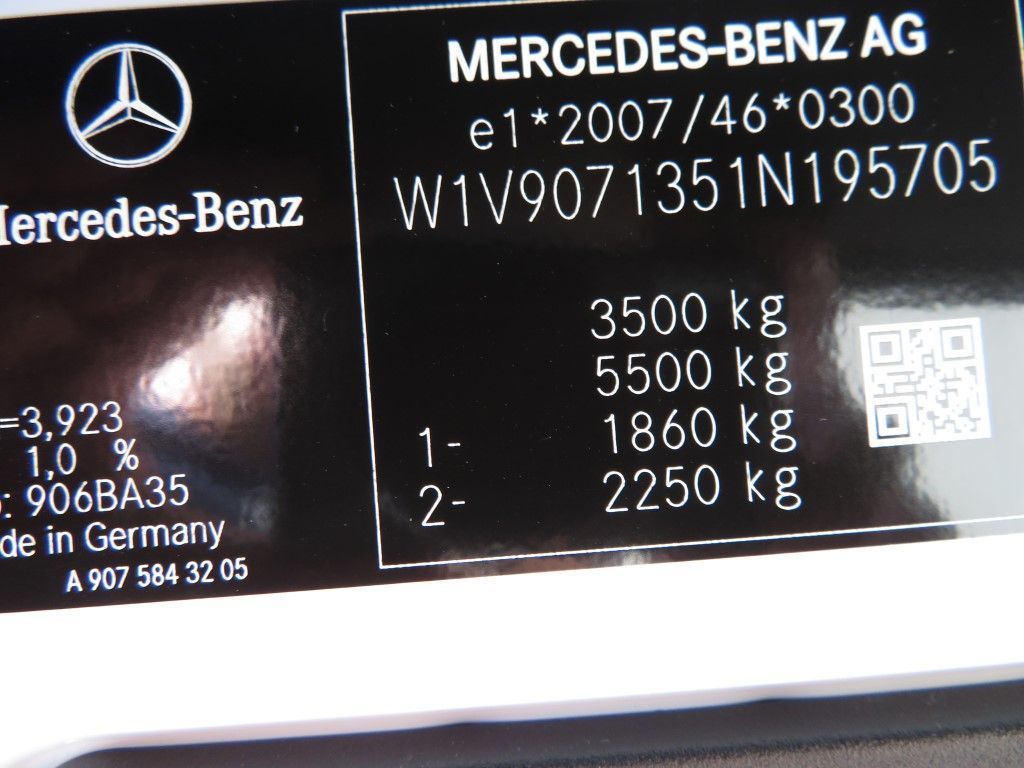 Mercedes-Benz
=3,923
1,0 %
: 906BA35
de in Germany
A 907 584 32 05
MERCEDES-BENZ AG
e1*2007/46*0300
W1V9071351N195705
3500 kg
5500 kg
1- 1860 kg
2- 2250 kg